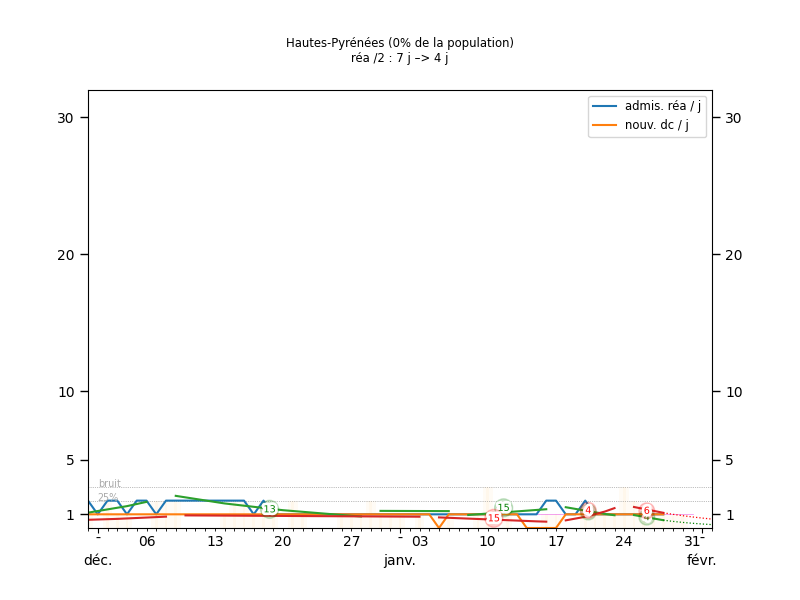 Hautes-Pyrénées (0% de la population)
réa /2 : 7 j –> 4 j
admis. réa / j
nouv. dc / j
30 30
20 20
10 10
5 5
bruit
25%
1 1
13 15 15 4 6
- 06 13 20 27 - 03 10 17 24 31-
déc. janv. févr.